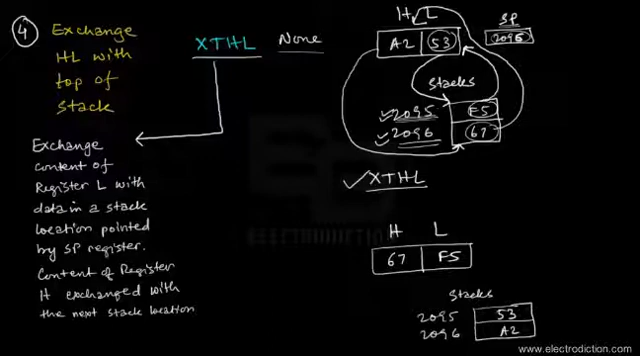 4 Exchange
HL with
top of
stack
XTHL None
Exchange
content of
Register L with
data in a stack
location pointed
by SP register.
Content of Register
H exchanged with
the next stack location
H L
A2 53
SP
2095
Stacks
2095 F5
2096 67
XTHL
H L
67 F5
Stacks
2095 53
2096 A2
ELECTRODICTION
www.electrodiction.com